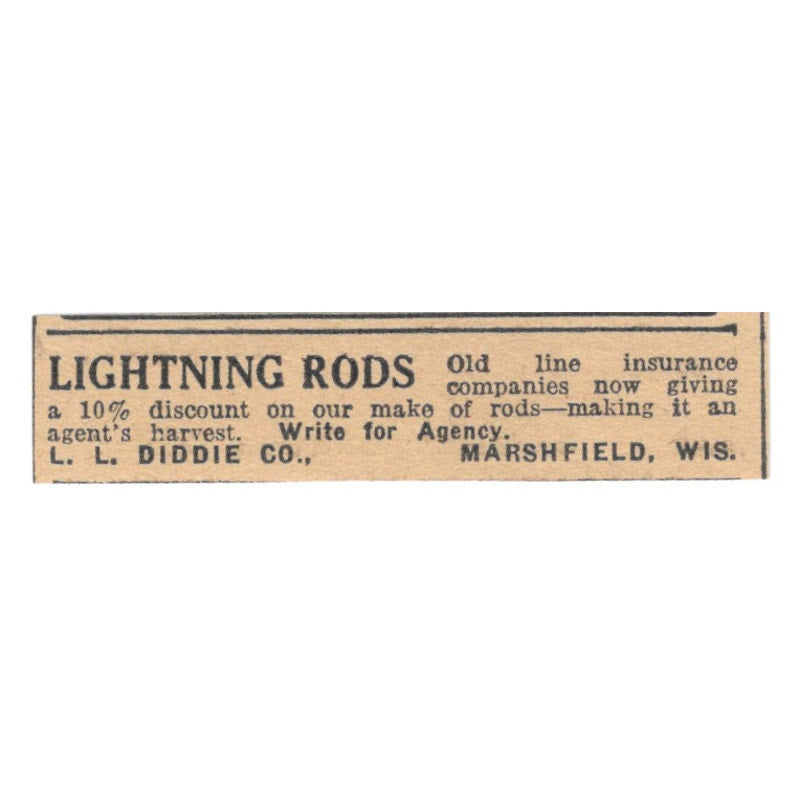 LIGHTNING RODS Old line insurance
companies now giving
a 10% discount on our make of rods—making it an
agent's harvest. Write for Agency.
L. L. DIDDIE CO., MARSHFIELD, WIS.